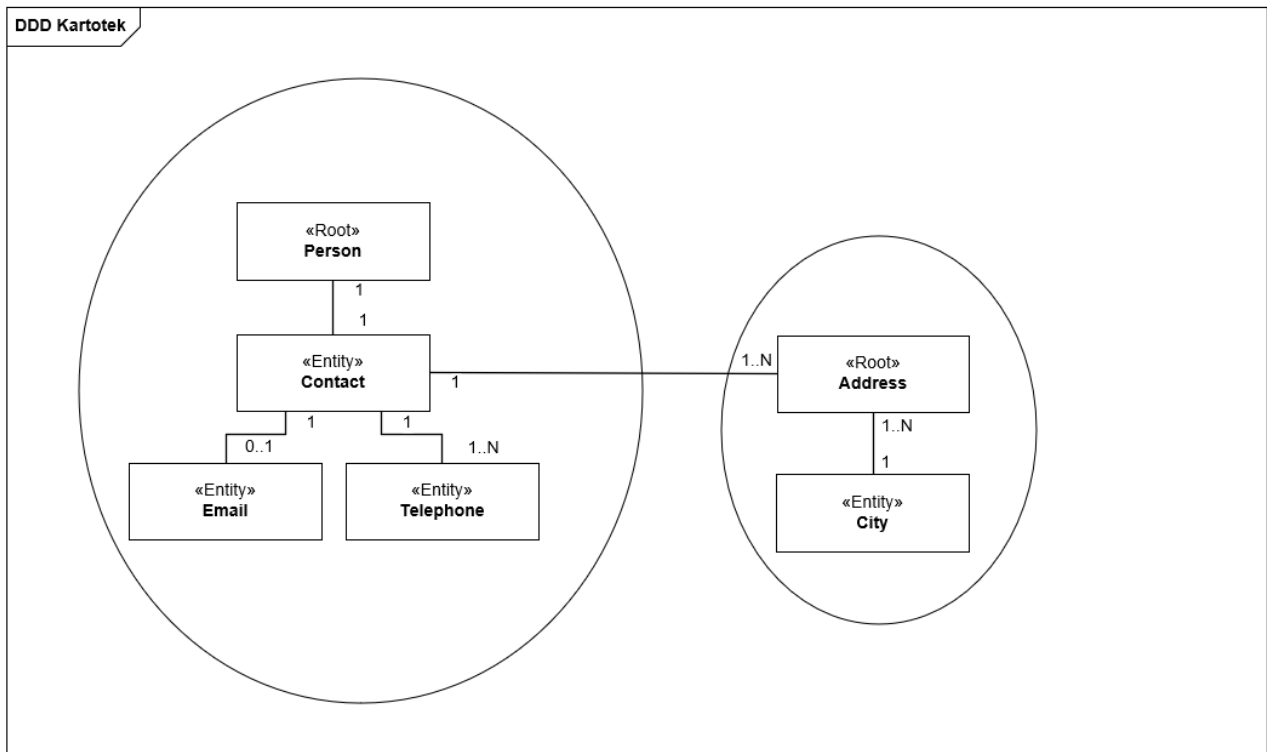 DDD Kartotek
«Root»
Person
1
1
«Entity»
Contact
1
1..N
«Root»
Address
1
0..1
1
1..N
1..N
1
«Entity»
Email
«Entity»
Telephone
«Entity»
City